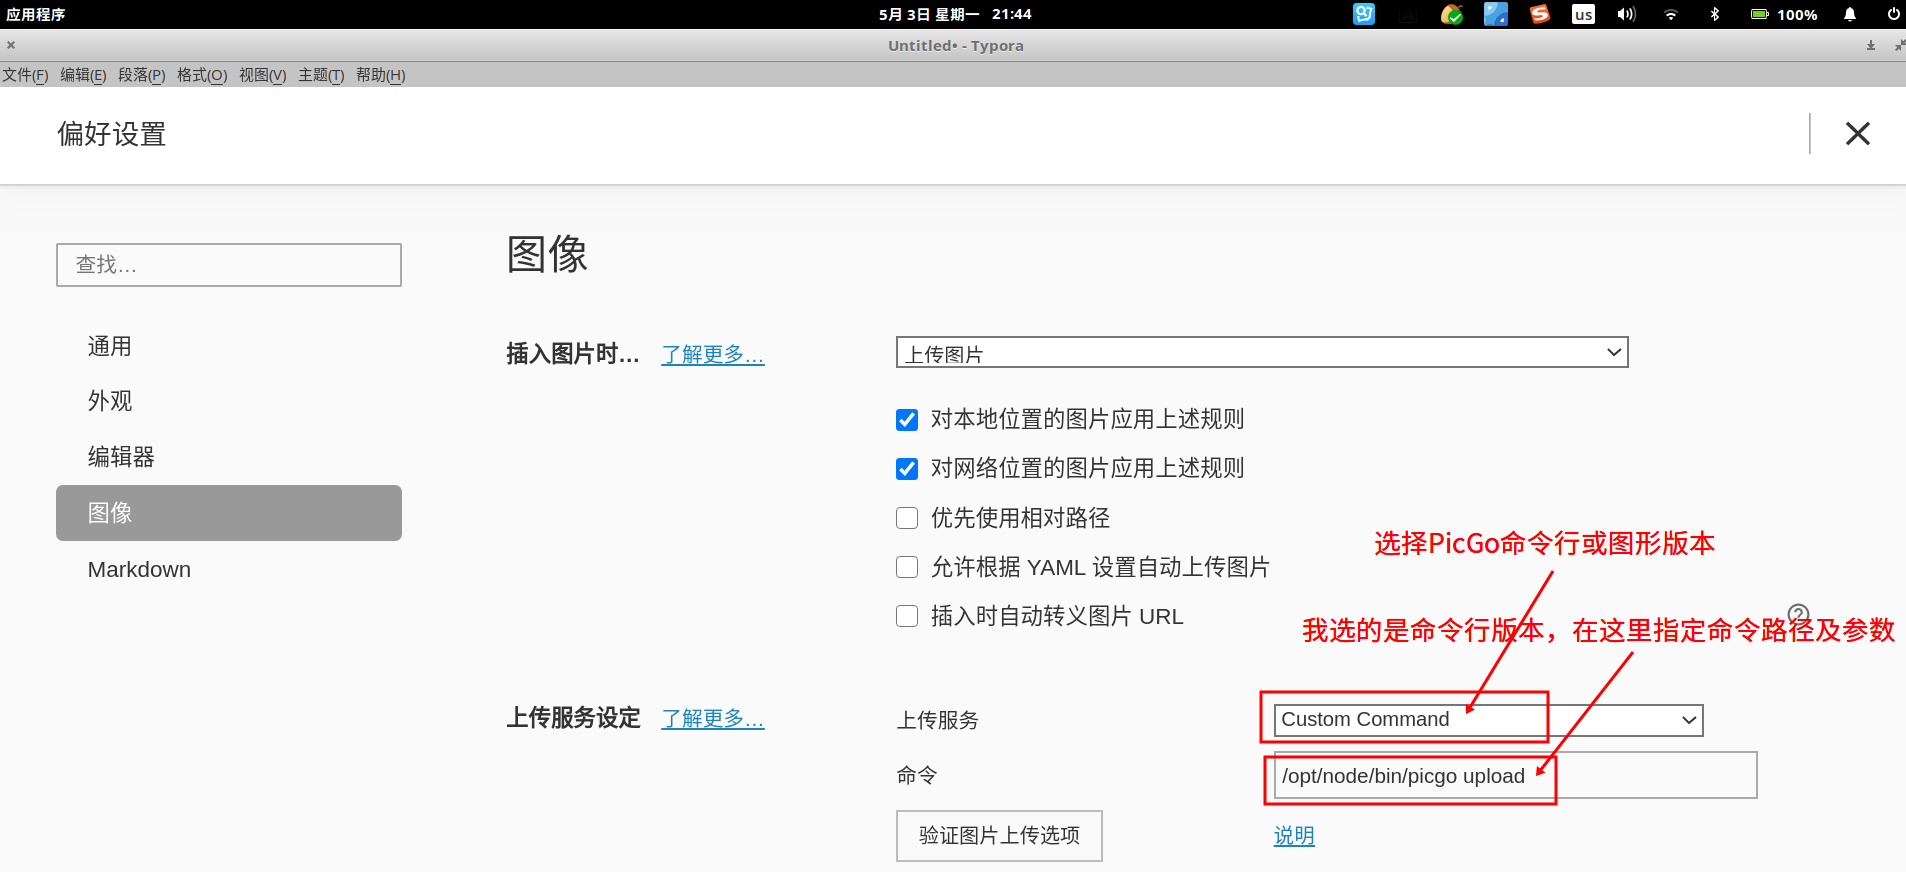 应用程序
5月 3日 星期一 21:44
us
100%
Untitled• - Typora
文件(F) 编辑(E) 段落(P) 格式(O) 视图(V) 主题(T) 帮助(H)
偏好设置
查找…
通用
外观
编辑器
图像
Markdown
图像
插入图片时... 了解更多…
上传图片
对本地位置的图片应用上述规则
对网络位置的图片应用上述规则
优先使用相对路径
允许根据 YAML 设置自动上传图片
插入时自动转义图片 URL
选择PicGo命令行或图形版本
我选的是命令行版本，在这里指定命令路径及参数
上传服务设定 了解更多…
上传服务
Custom Command
命令
/opt/node/bin/picgo upload
验证图片上传选项
说明